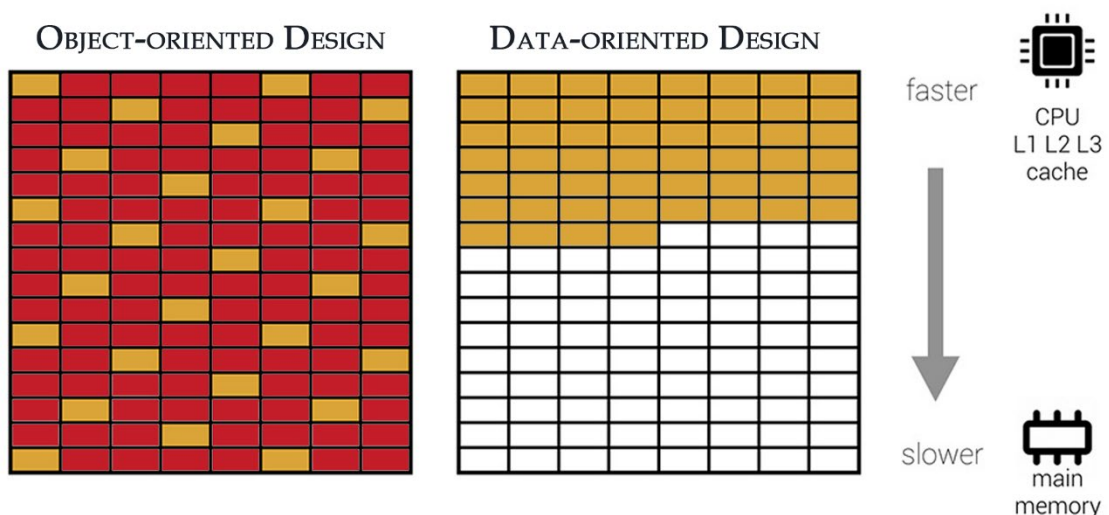 OBJECT-ORIENTED DESIGN
DATA-ORIENTED DESIGN
faster
CPU
L1 L2 L3
cache
slower
main
memory